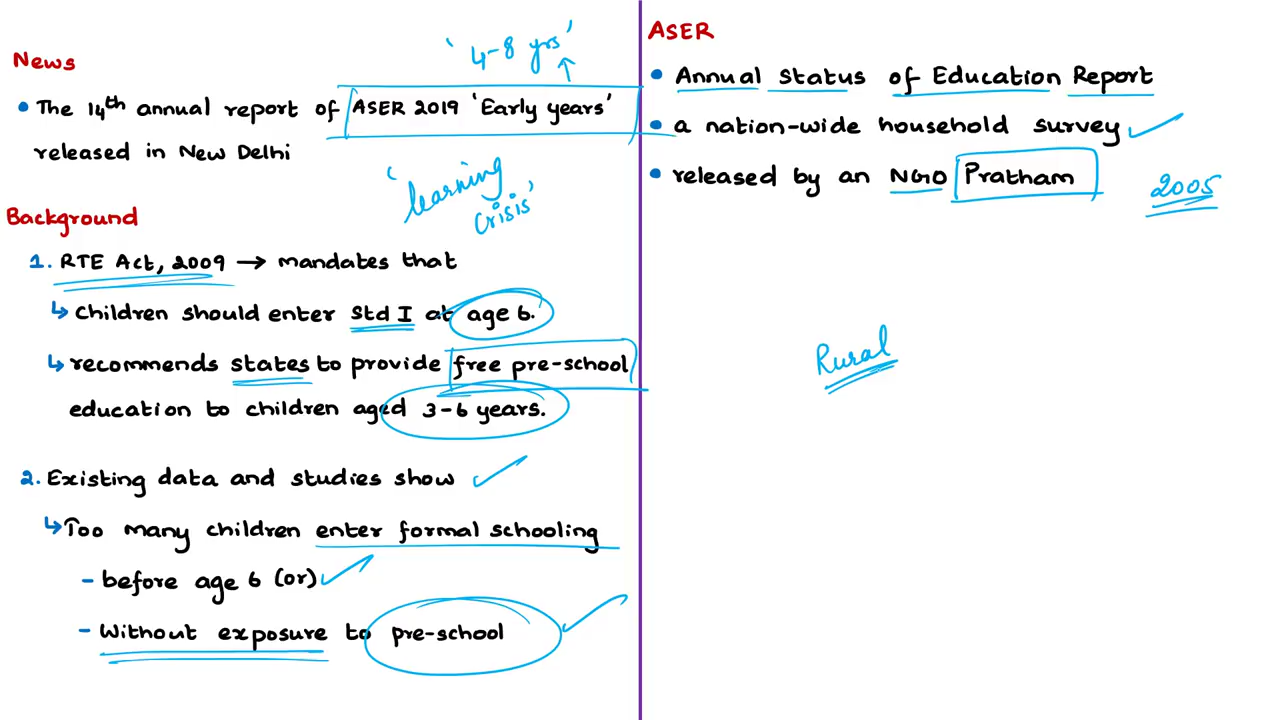 '4-8 yrs'
News
• The 14th annual report of ASER 2019 'Early years'
released in New Delhi
'learning
crisis'
Background
1. RTE Act, 2009 → mandates that
↳ Children should enter Std I at age 6.
↳ recommends states to provide free pre-school
education to children aged 3-6 years.
2. Existing data and studies show
↳ Too many children enter formal schooling
- before age 6 (or)
- Without exposure to pre-school
ASER
• Annual Status of Education Report
• a nation-wide household survey
• released by an NGO Pratham
2005
Rural